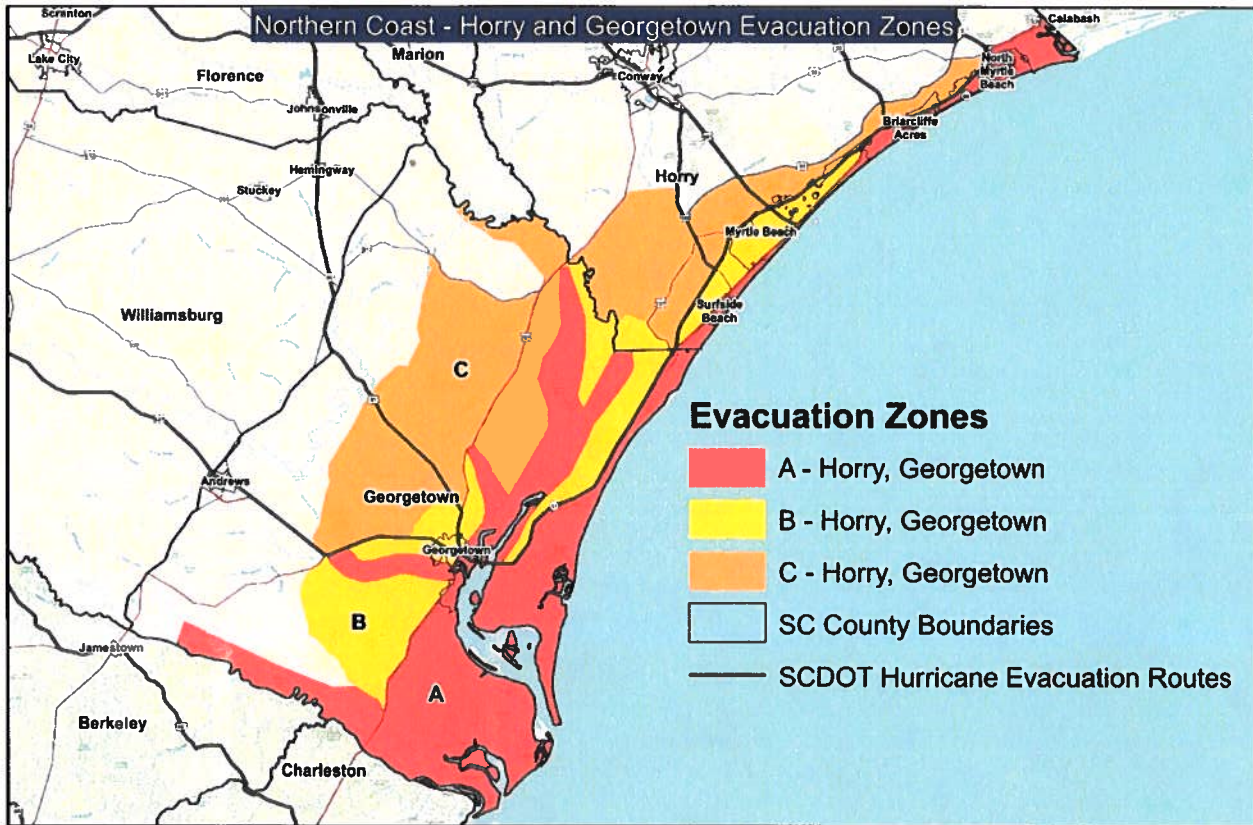 Northern Coast - Horry and Georgetown Evacuation Zones
Scranton
Lake City
Florence
Marion
Conway
Calabash
North
Myrtle
Beach
Briarcliffe
Acres
Johnsonville
Hemingway
Stuckey
Horry
Myrtle Beach
Surfside
Beach
Williamsburg
C
Andrews
Georgetown
Georgetown
B
A
Jamestown
Berkeley
Charleston
Evacuation Zones
A - Horry, Georgetown
B - Horry, Georgetown
C - Horry, Georgetown
SC County Boundaries
SCDOT Hurricane Evacuation Routes